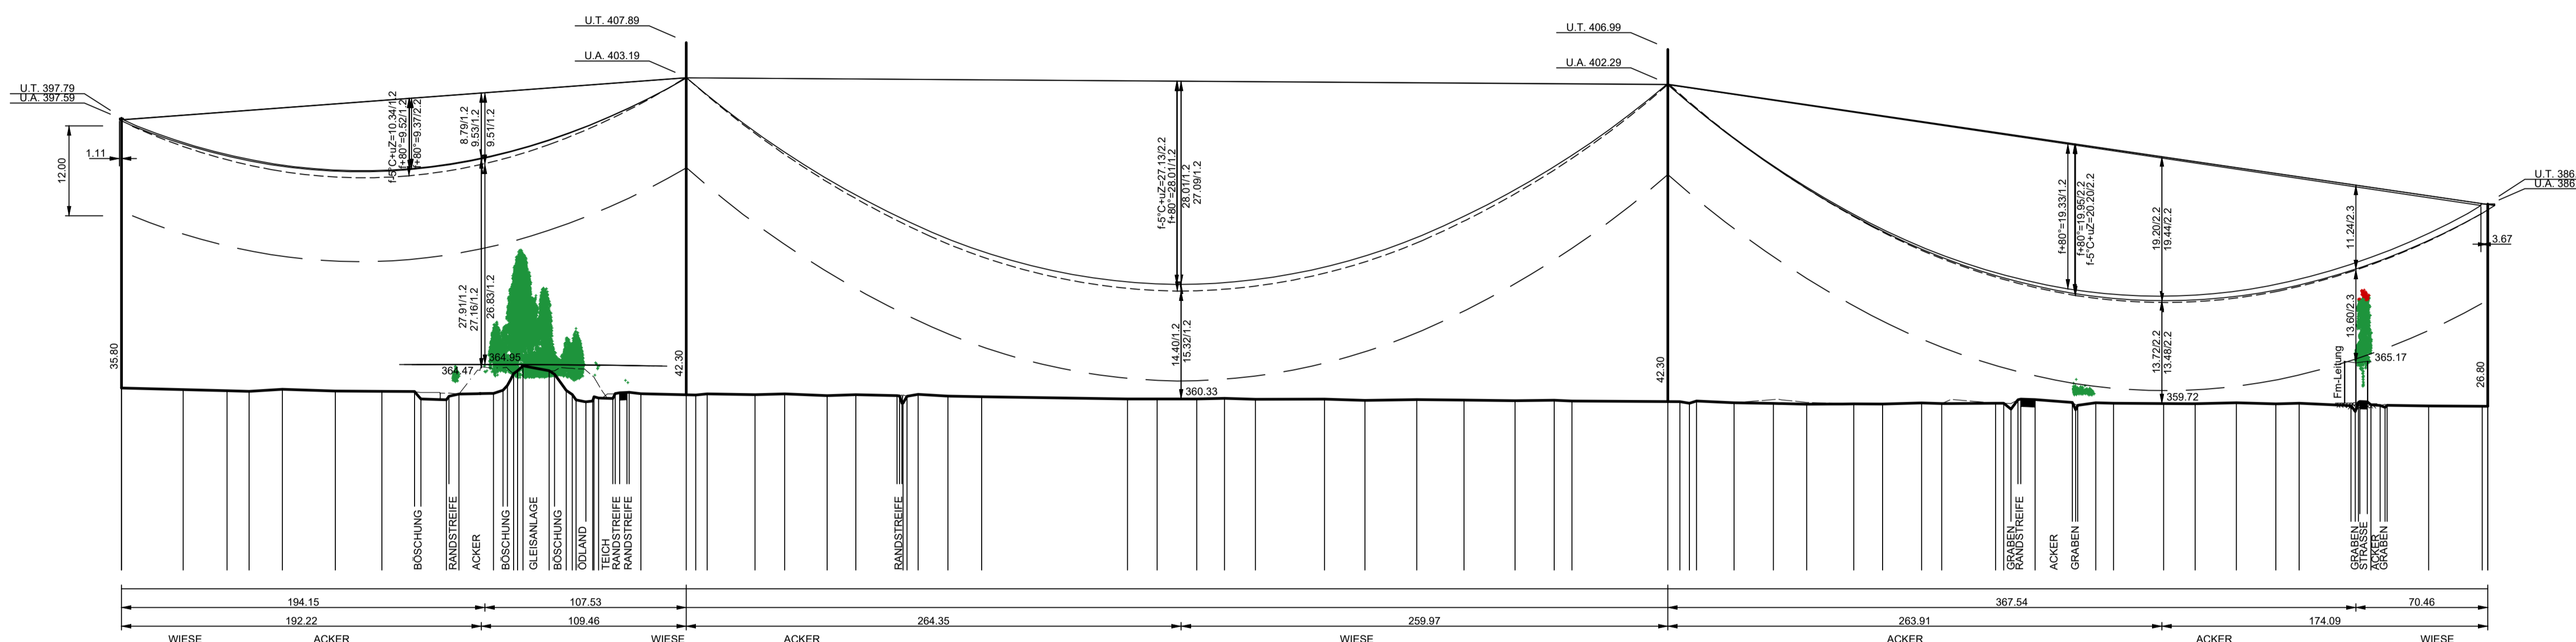 U.T. 407.89
U.A. 403.19
U.T. 406.99
U.A. 402.29
U.T. 397.79
U.A. 397.59
U.T. 386
U.A. 386
1.11
12.00
f-5°C+uZ=10.34/1.2
f+80°=9.52/1.2
f+80°=9.37/2.2
8.79/1.2
9.53/1.2
9.51/1.2
27.91/1.2
27.16/1.2
26.83/1.2
f-5°C+uZ=27.13/2.2
f+80°=28.01/1.2
28.01/1.2
27.09/1.2
14.40/1.2
15.32/1.2
f+80°=19.33/1.2
f+80°=19.95/2.2
f-5°C+uZ=20.20/2.2
19.20/2.2
19.44/2.2
13.72/2.2
13.48/2.2
11.24/2.3
13.60/2.3
3.67
35.80
364.47
364.95
42.30
360.33
42.30
359.72
Fm-Leitung
365.17
26.80
BÖSCHUNG
RANDSTREIFE
ACKER
BÖSCHUNG
GLEISANLAGE
BÖSCHUNG
ÖDLAND
TEICH
RANDSTREIFE
RANDSTREIFE
RANDSTREIFE
GRABEN
RANDSTREIFE
ACKER
GRABEN
GRABEN
STRASSE
ACKER
GRABEN
194.15 107.53 367.54 70.46
192.22 109.46 264.35 259.97 263.91 174.09
WIESE ACKER WIESE ACKER WIESE ACKER ACKER WIESE